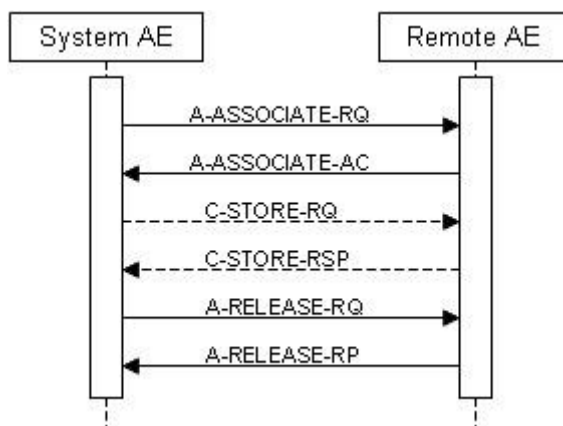 System AE
Remote AE
A-ASSOCIATE-RQ
A-ASSOCIATE-AC
C-STORE-RQ
C-STORE-RSP
A-RELEASE-RQ
A-RELEASE-RP